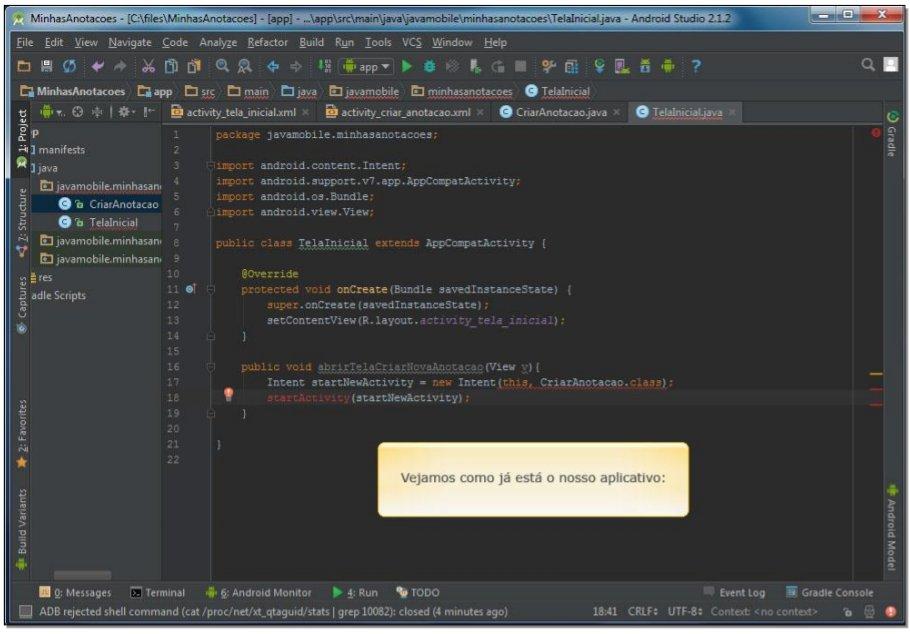 MinhasAnotacoes - [C:\files\MinhasAnotacoes] - [app] - ...\app\src\main\java\javamobile\minhasanotacoes\TelaInicial.java - Android Studio 2.1.2
File Edit View Navigate Code Analyze Refactor Build Run Tools VCS Window Help
app
MinhasAnotacoes app src main java javamobile minhasanotacoes TelaInicial
1: Project
activity_tela_inicial.xml activity_criar_anotacao.xml CriarAnotacao.java TelaInicial.java
Gradle
p
manifests
java
javamobile.minhasan
CriarAnotacao
TelaInicial
javamobile.minhasan
javamobile.minhasan
res
adle Scripts
Z: Structure
Captures
2: Favorites
Build Variants
1 package javamobile.minhasanotacoes;
2
3 import android.content.Intent;
4 import android.support.v7.app.AppCompatActivity;
5 import android.os.Bundle;
6 import android.view.View;
7
8 public class TelaInicial extends AppCompatActivity {
9
10 @Override
11 protected void onCreate(Bundle savedInstanceState) {
12 super.onCreate(savedInstanceState);
13 setContentView(R.layout.activity_tela_inicial);
14 }
15
16 public void abrirTelaCriarNovaAnotacao(View v){
17 Intent startNewActivity = new Intent(this, CriarAnotacao.class);
18 startActivity(startNewActivity);
19 }
20
21 }
22
Vejamos como já está o nosso aplicativo:
Android Model
0: Messages Terminal 6: Android Monitor 4: Run TODO Event Log Gradle Console
ADB rejected shell command (cat /proc/net/xt_qtaguid/stats | grep 10082): closed (4 minutes ago) 18:41 CRLF: UTF-8: Context: <no context>